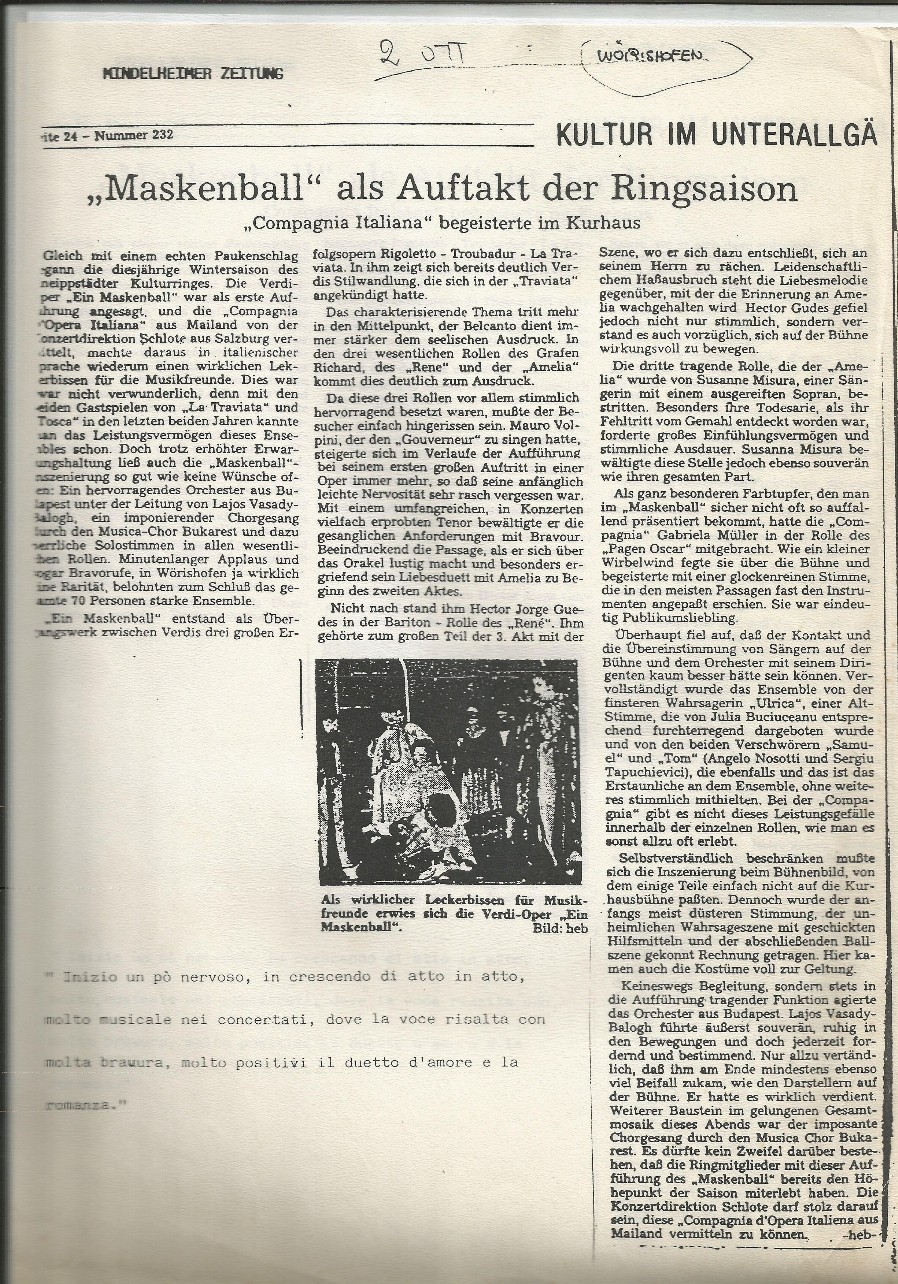 2 OTT
WÖRISHOFEN
MINDELHEIMER ZEITUNG
ite 24 – Nummer 232
KULTUR IM UNTERALLGÄ
„Maskenball“ als Auftakt der Ringsaison
„Compagnia Italiana“ begeisterte im Kurhaus
Gleich mit einem echten Paukenschlag
gann die diesjährige Wintersaison des
neippstädter Kulturringes. Die Verdi-
per „Ein Maskenball“ war als erste Auf-
hrung angesagt, und die „Compagnia
'Opera Italiana“ aus Mailand von der
onzertdirektion Schlote aus Salzburg ver-
ttelt, machte daraus in italienischer
prache wiederum einen wirklichen Lek-
erbissen für die Musikfreunde. Dies war
war nicht verwunderlich, denn mit den
eiden Gastspielen von „La Traviata“ und
Tosca“ in den letzten beiden Jahren kannte
an das Leistungsvermögen dieses Ense-
bles schon. Doch trotz erhöhter Erwar-
ungshaltung ließ auch die „Maskenball“-
nszenierung so gut wie keine Wünsche of-
en: Ein hervorragendes Orchester aus Bu-
apest unter der Leitung von Lajos Vasady-
alogh, ein imponierender Chorgesang
urch den Musica-Chor Bukarest und dazu
errliche Solostimmen in allen wesentli-
hen Rollen. Minutenlanger Applaus und
ogar Bravorufe, in Wörishofen ja wirklich
ine Rarität, belohnten zum Schluß das ge-
amte 70 Personen starke Ensemble.
„Ein Maskenball“ entstand als Über-
angswerk zwischen Verdis drei großen Er-
folgsopern Rigoletto - Troubadur - La Tra-
viata. In ihm zeigt sich bereits deutlich Ver-
dis Stilwandlung, die sich in der „Traviata“
angekündigt hatte.
Das charakterisierende Thema tritt mehr
in den Mittelpunkt, der Belcanto dient im-
mer stärker dem seelischen Ausdruck. In
den drei wesentlichen Rollen des Grafen
Richard, des „Rene“ und der „Amelia“
kommt dies deutlich zum Ausdruck.
Da diese drei Rollen vor allem stimmlich
hervorragend besetzt waren, mußte der Be-
sucher einfach hingerissen sein. Mauro Vol-
pini, der den „Gouverneur“ zu singen hatte,
steigerte sich im Verlaufe der Aufführung
bei seinem ersten großen Auftritt in einer
Oper immer mehr, so daß seine anfänglich
leichte Nervosität sehr rasch vergessen war.
Mit einem umfangreichen, in Konzerten
vielfach erprobten Tenor bewältigte er die
gesanglichen Anforderungen mit Bravour.
Beeindruckend die Passage, als er sich über
das Orakel lustig macht und besonders er-
griefend sein Liebesduett mit Amelia zu Be-
ginn des zweiten Aktes.
Nicht nach stand ihm Hector Jorge Gue-
des in der Bariton - Rolle des „René“. Ihm
gehörte zum großen Teil der 3. Akt mit der
Als wirklicher Leckerbissen für Musik-
freunde erwies sich die Verdi-Oper „Ein
Maskenball“. Bild: heb
Szene, wo er sich dazu entschließt, sich an
seinem Herrn zu rächen. Leidenschaftli-
chem Haßausbruch steht die Liebesmelodie
gegenüber, mit der die Erinnerung an Ame-
lia wachgehalten wird Hector Gudes gefiel
jedoch nicht nur stimmlich, sondern ver-
stand es auch vorzüglich, sich auf der Bühne
wirkungsvoll zu bewegen.
Die dritte tragende Rolle, die der „Ame-
lia“ wurde von Susanne Misura, einer Sän-
gerin mit einem ausgereiften Sopran, be-
stritten. Besonders ihre Todesarie, als ihr
Fehltritt vom Gemahl entdeckt worden war,
forderte großes Einfühlungsvermögen und
stimmliche Ausdauer. Susanna Misura be-
wältigte diese Stelle jedoch ebenso souverän
wie ihren gesamten Part.
Als ganz besonderen Farbtupfer, den man
im „Maskenball“ sicher nicht oft so auffal-
lend präsentiert bekommt, hatte die „Com-
pagnia“ Gabriela Müller in der Rolle des
„Pagen Oscar“ mitgebracht. Wie ein kleiner
Wirbelwind fegte sie über die Bühne und
begeisterte mit einer glockenreinen Stimme,
die in den meisten Passagen fast den Instru-
menten angepaßt erschien. Sie war eindeu-
tig Publikumsliebling.
Überhaupt fiel auf, daß der Kontakt und
die Übereinstimmung von Sängern auf der
Bühne und dem Orchester mit seinem Diri-
genten kaum besser hätte sein können. Ver-
vollständigt wurde das Ensemble von der
finsteren Wahrsagerin „Ulrica“, einer Alt-
Stimme, die von Julia Buciuceanu entspre-
chend furchterregend dargeboten wurde
und von den beiden Verschwörern „Samu-
el“ und „Tom“ (Angelo Nosotti und Sergiu
Tapuchievici), die ebenfalls und das ist das
Erstaunliche an dem Ensemble, ohne weite-
res stimmlich mithielten. Bei der „Compa-
gnia“ gibt es nicht dieses Leistungsgefälle
innerhalb der einzelnen Rollen, wie man es
sonst allzu oft erlebt.
Selbstverständlich beschränken mußte
sich die Inszenierung beim Bühnenbild, von
dem einige Teile einfach nicht auf die Kur-
hausbühne paßten. Dennoch wurde der an-
fangs meist düsteren Stimmung, der un-
heimlichen Wahrsageszene mit geschickten
Hilfsmitteln und der abschließenden Ball-
szene gekonnt Rechnung getragen. Hier ka-
men auch die Kostüme voll zur Geltung.
Keineswegs Begleitung, sondern stets in
die Aufführung tragender Funktion agierte
das Orchester aus Budapest. Lajos Vasady-
Balogh führte äußerst souverän, ruhig in
den Bewegungen und doch jederzeit for-
dernd und bestimmend. Nur allzu vertänd-
lich, daß ihm am Ende mindestens ebenso
viel Beifall zukam, wie den Darstellern auf
der Bühne. Er hatte es wirklich verdient.
Weiterer Baustein im gelungenen Gesamt-
mosaik dieses Abends war der imposante
Chorgesang durch den Musica Chor Buka-
rest. Es dürfte kein Zweifel darüber beste-
hen, daß die Ringmitglieder mit dieser Auf-
führung des „Maskenball“ bereits den Hö-
hepunkt der Saison miterlebt haben. Die
Konzertdirektion Schlote darf stolz darauf
sein, diese „Compagnia d'Opera Italiena aus
Mailand vermitteln zu können. -heb-
" Inizio un pò nervoso, in crescendo di atto in atto,
molto musicale nei concertati, dove la voce risalta con
molta bravura, molto positivi il duetto d'amore e la
romanza."